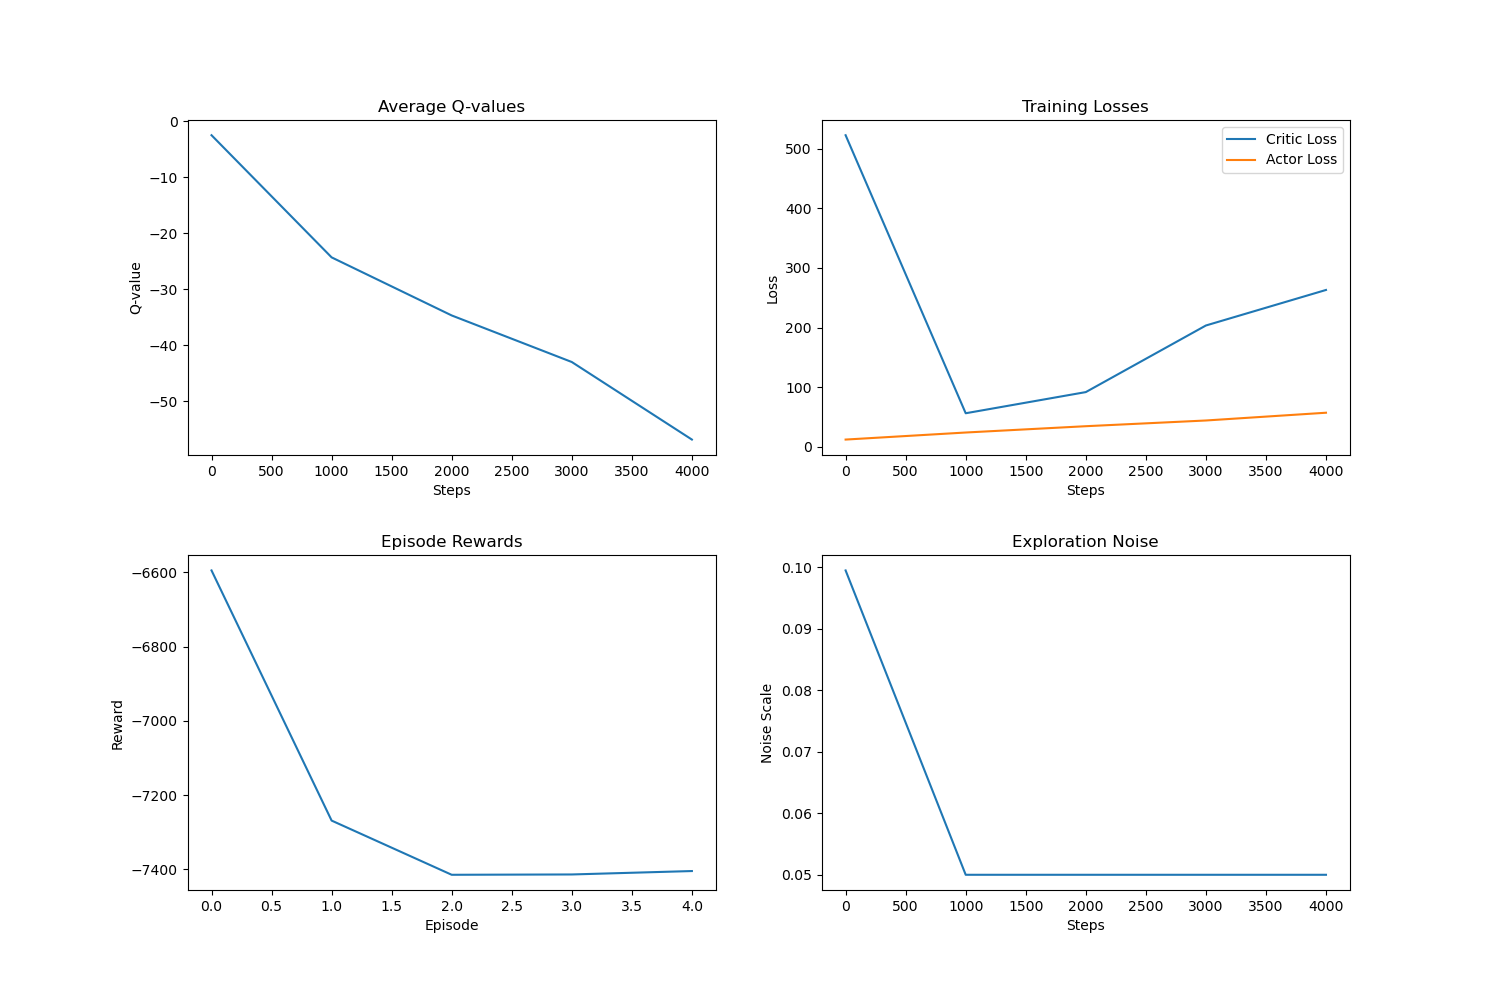 Average Q-values
0
−10
−20
−30
−40
−50
Q-value
0 500 1000 1500 2000 2500 3000 3500 4000
Steps
Training Losses
Critic Loss
Actor Loss
500
400
300
200
100
0
Loss
0 500 1000 1500 2000 2500 3000 3500 4000
Steps
Episode Rewards
−6600
−6800
−7000
−7200
−7400
Reward
0.0 0.5 1.0 1.5 2.0 2.5 3.0 3.5 4.0
Episode
Exploration Noise
0.10
0.09
0.08
0.07
0.06
0.05
Noise Scale
0 500 1000 1500 2000 2500 3000 3500 4000
Steps